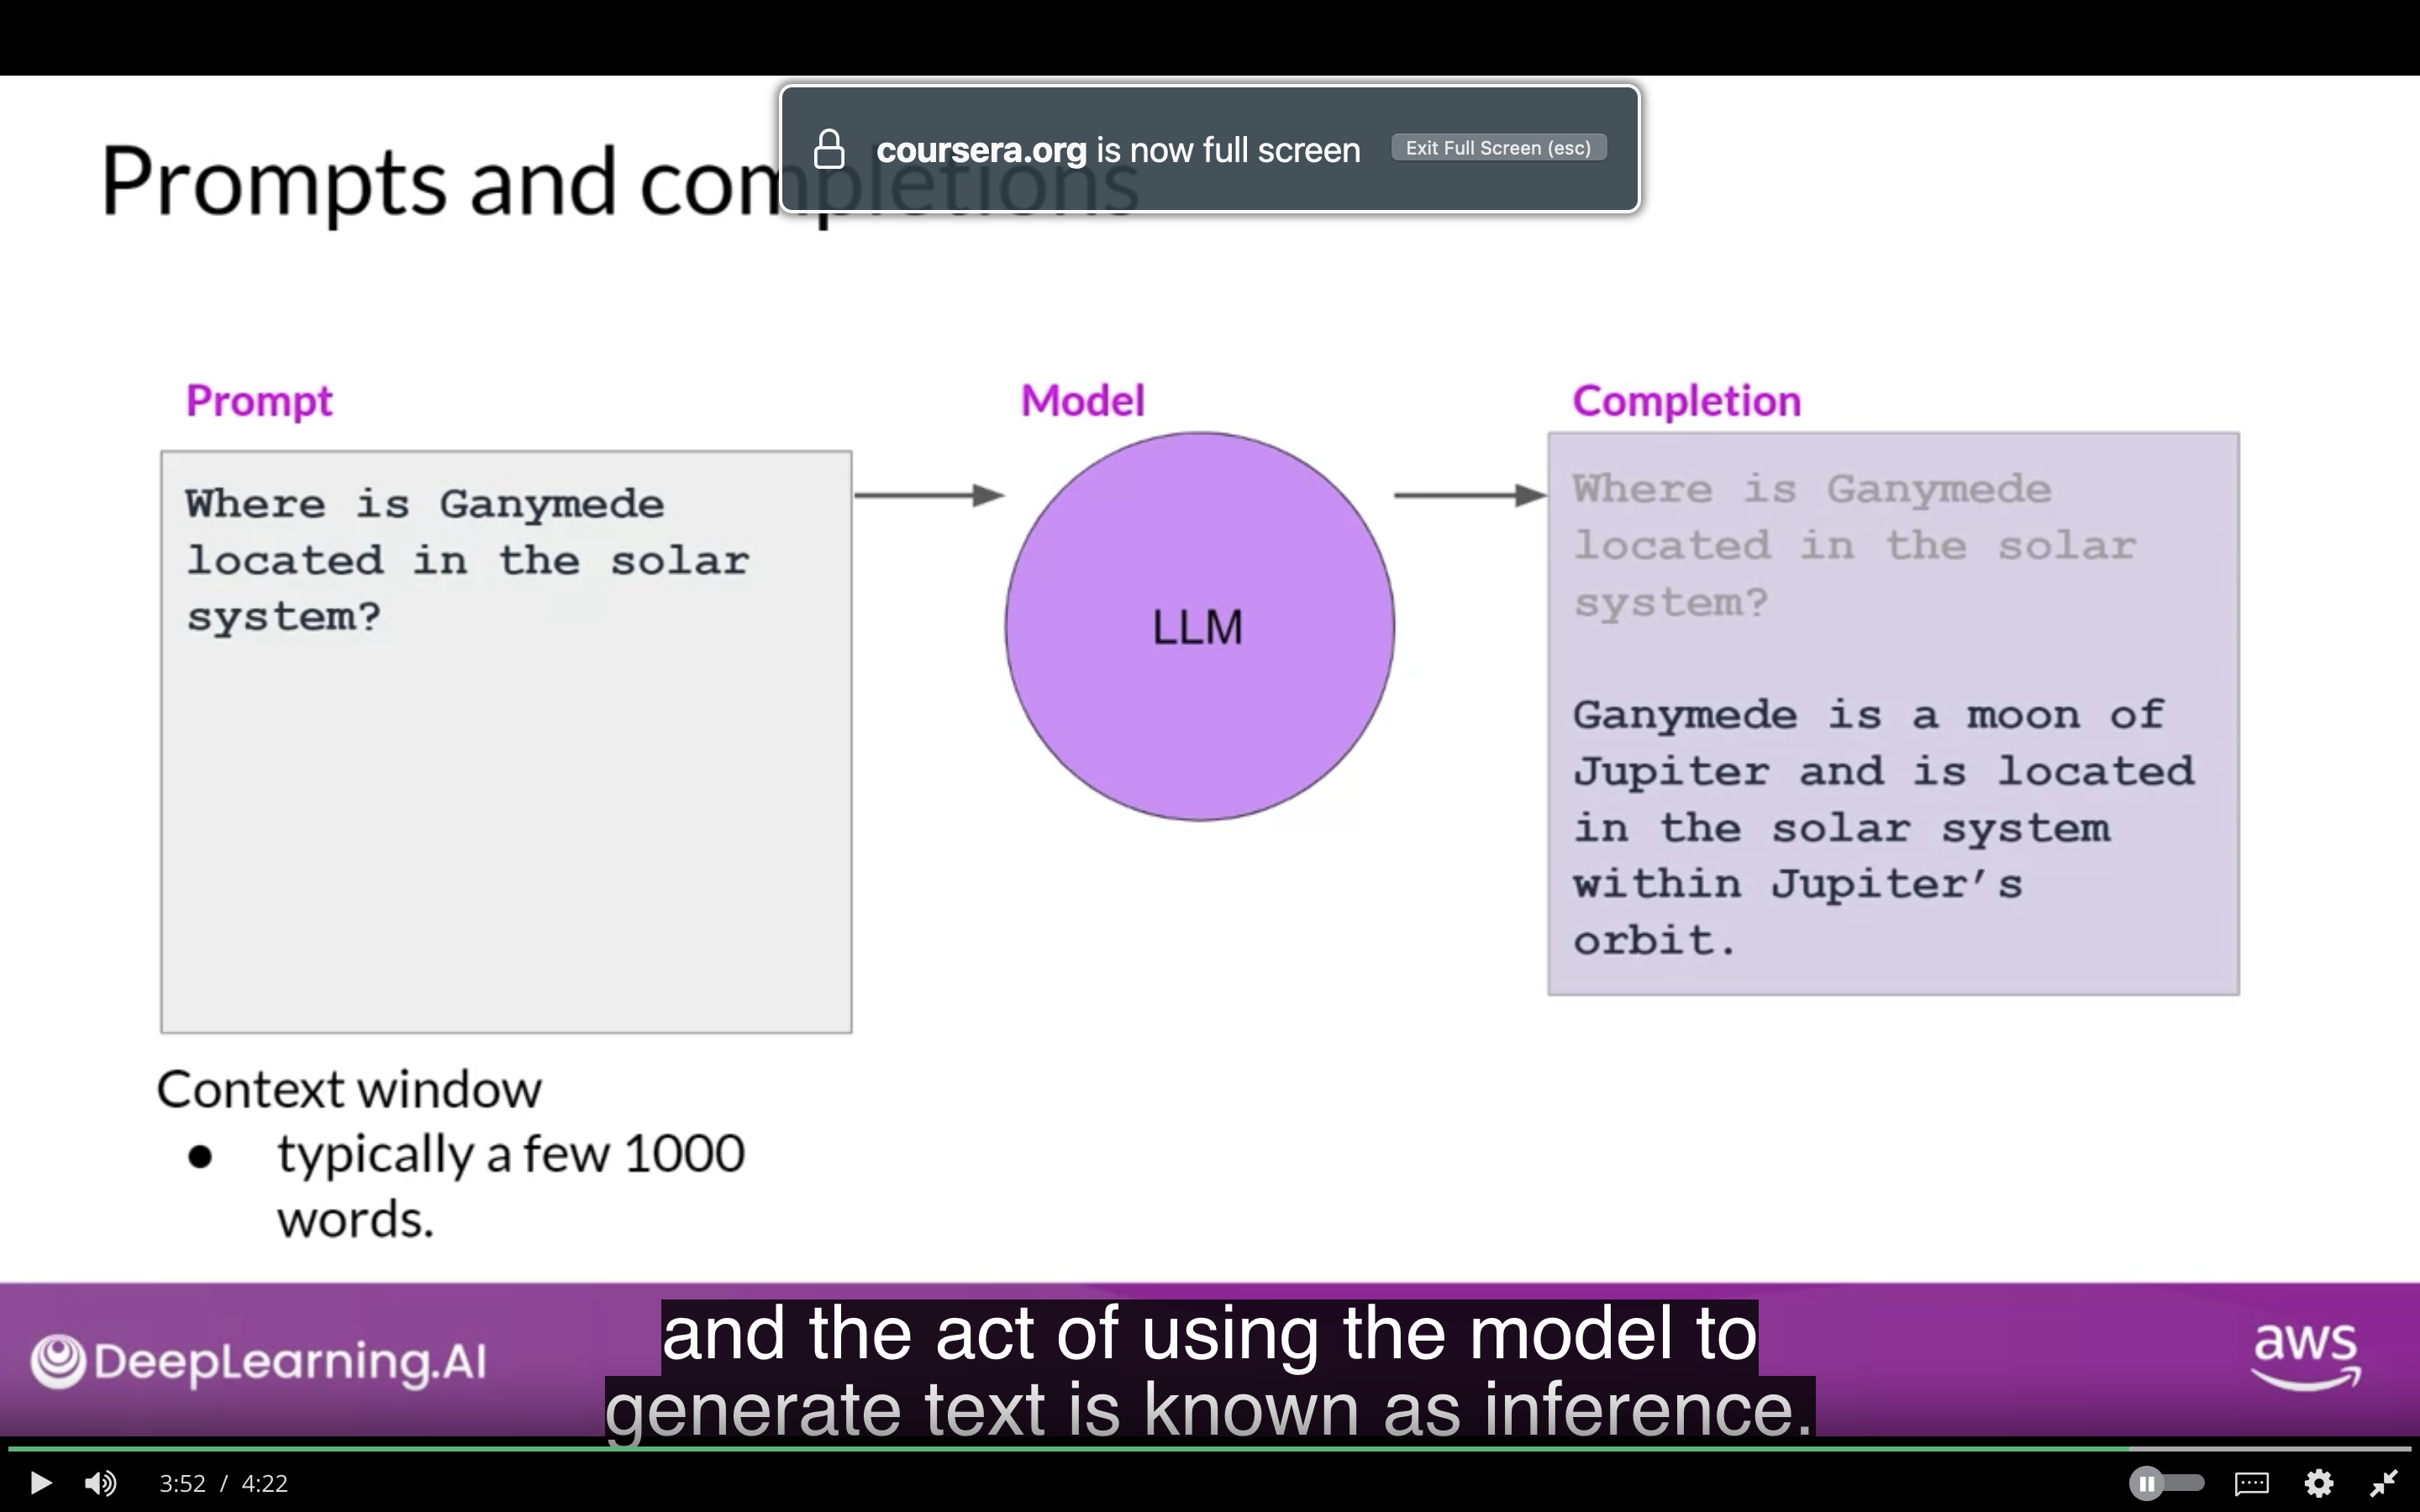 Prompts and completions
coursera.org is now full screen
Exit Full Screen (esc)
Prompt
Where is Ganymede
located in the solar
system?
Model
LLM
Completion
Where is Ganymede
located in the solar
system?
Ganymede is a moon of
Jupiter and is located
in the solar system
within Jupiter's
orbit.
Context window
● typically a few 1000
words.
DeepLearning.AI
and the act of using the model to
generate text is known as inference.
aws
3:52 / 4:22